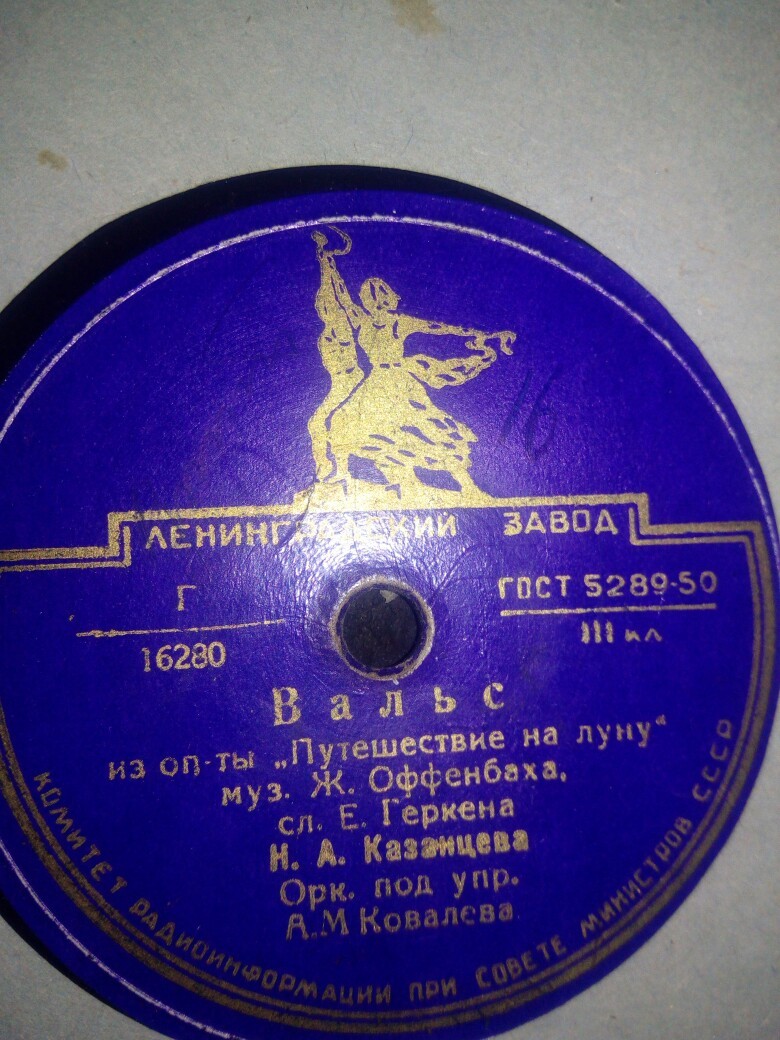 16
ЛЕНИНГРАДСКИЙ ЗАВОД
Г
16280
ГОСТ 5289-50
III кл
Вальс
из оп-ты „Путешествие на луну“
муз. Ж. Оффенбаха,
сл. Е. Геркена
Н. А. Казанцева
Орк. под упр.
А.М Ковалева
КОМИТЕТ РАДИОИНФОРМАЦИИ ПРИ СОВЕТЕ МИНИСТРОВ СССР